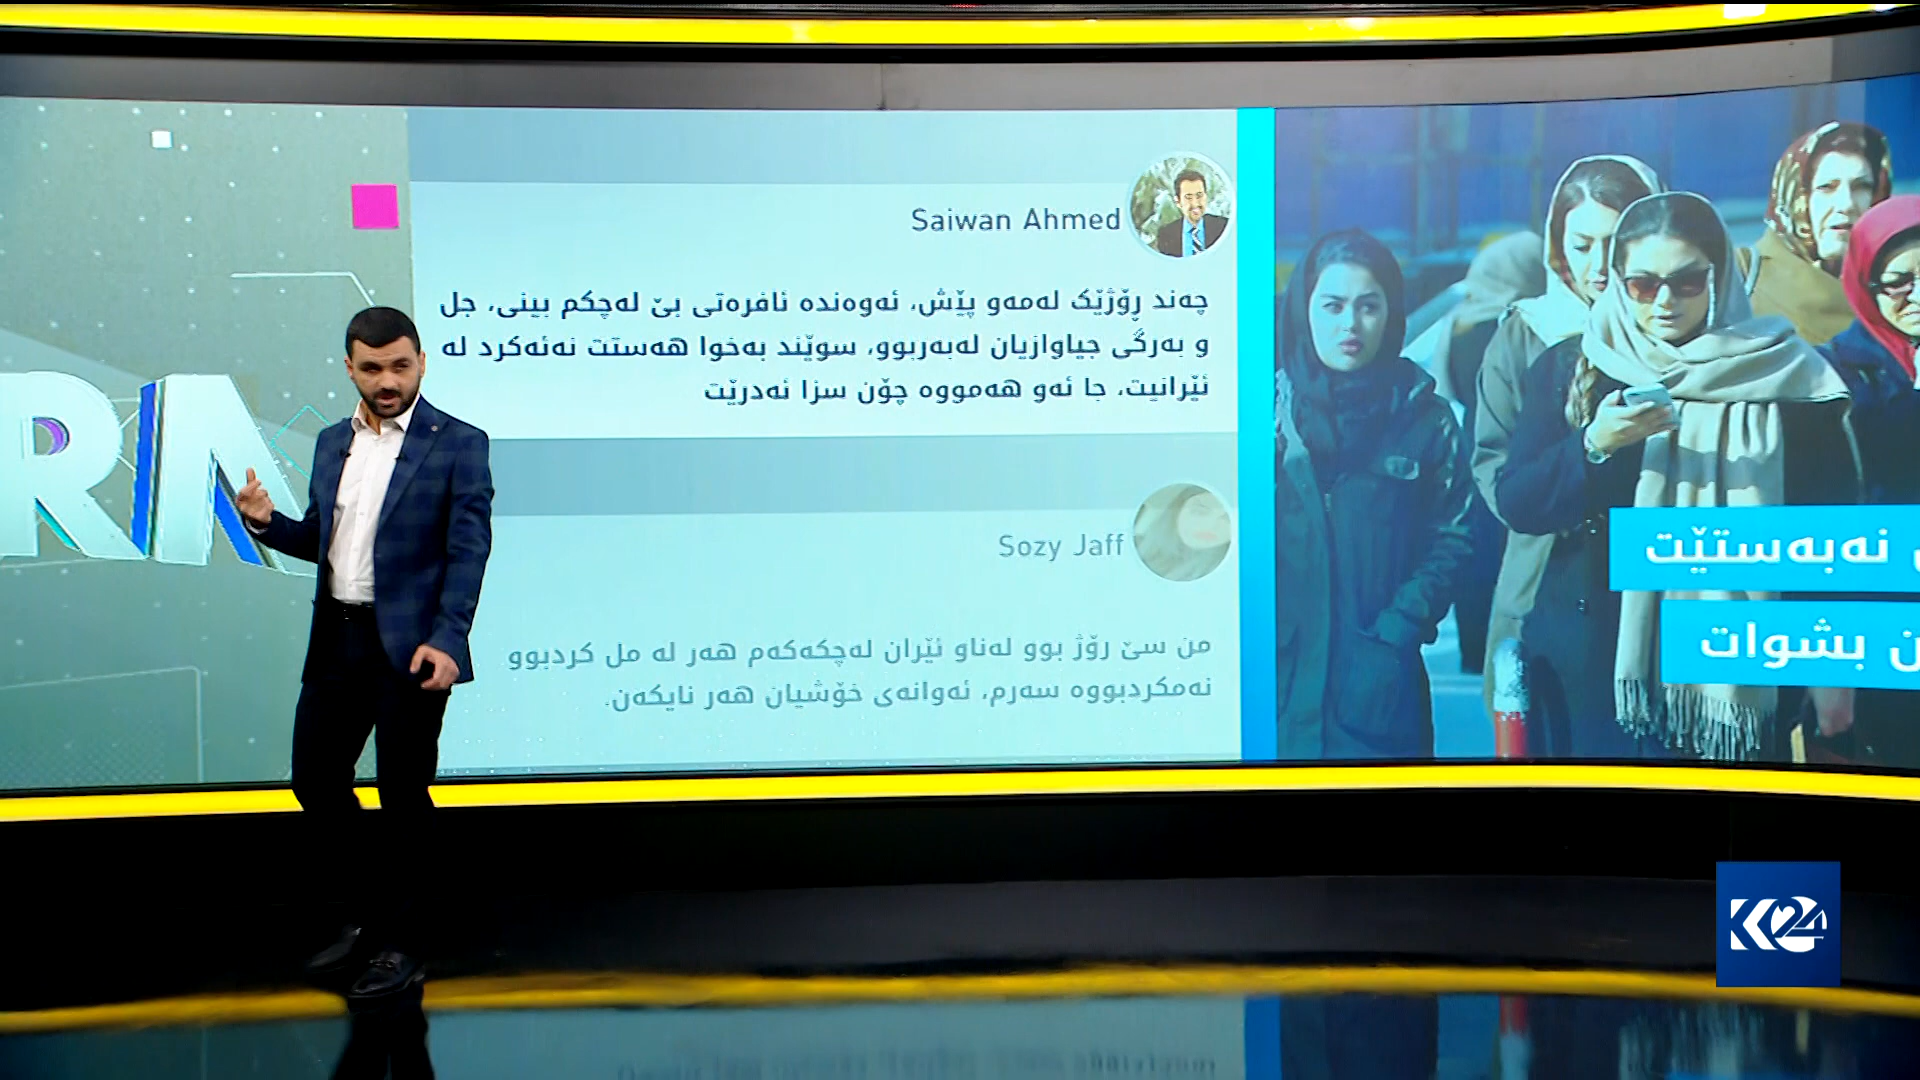 Saiwan Ahmed
چەند ڕۆژێک لەمەو پێش، ئەوەندە ئافرەتی بێ لەچکم بینی، جل
و بەرگی جیاوازیان لەبەربوو، سوێند بەخوا هەستت نەئەکرد لە
ئێرانیت، جا ئەو هەمووە چۆن سزا ئەدرێت
Sozy Jaff
من سێ رۆژ بوو لەناو ئێران لەچکەکەم هەر لە مل کردبوو
نەمکردبووە سەرم، ئەوانەی خۆشیان هەر نایکەن.
نەبەستێت
ن بشوات
RA
K24